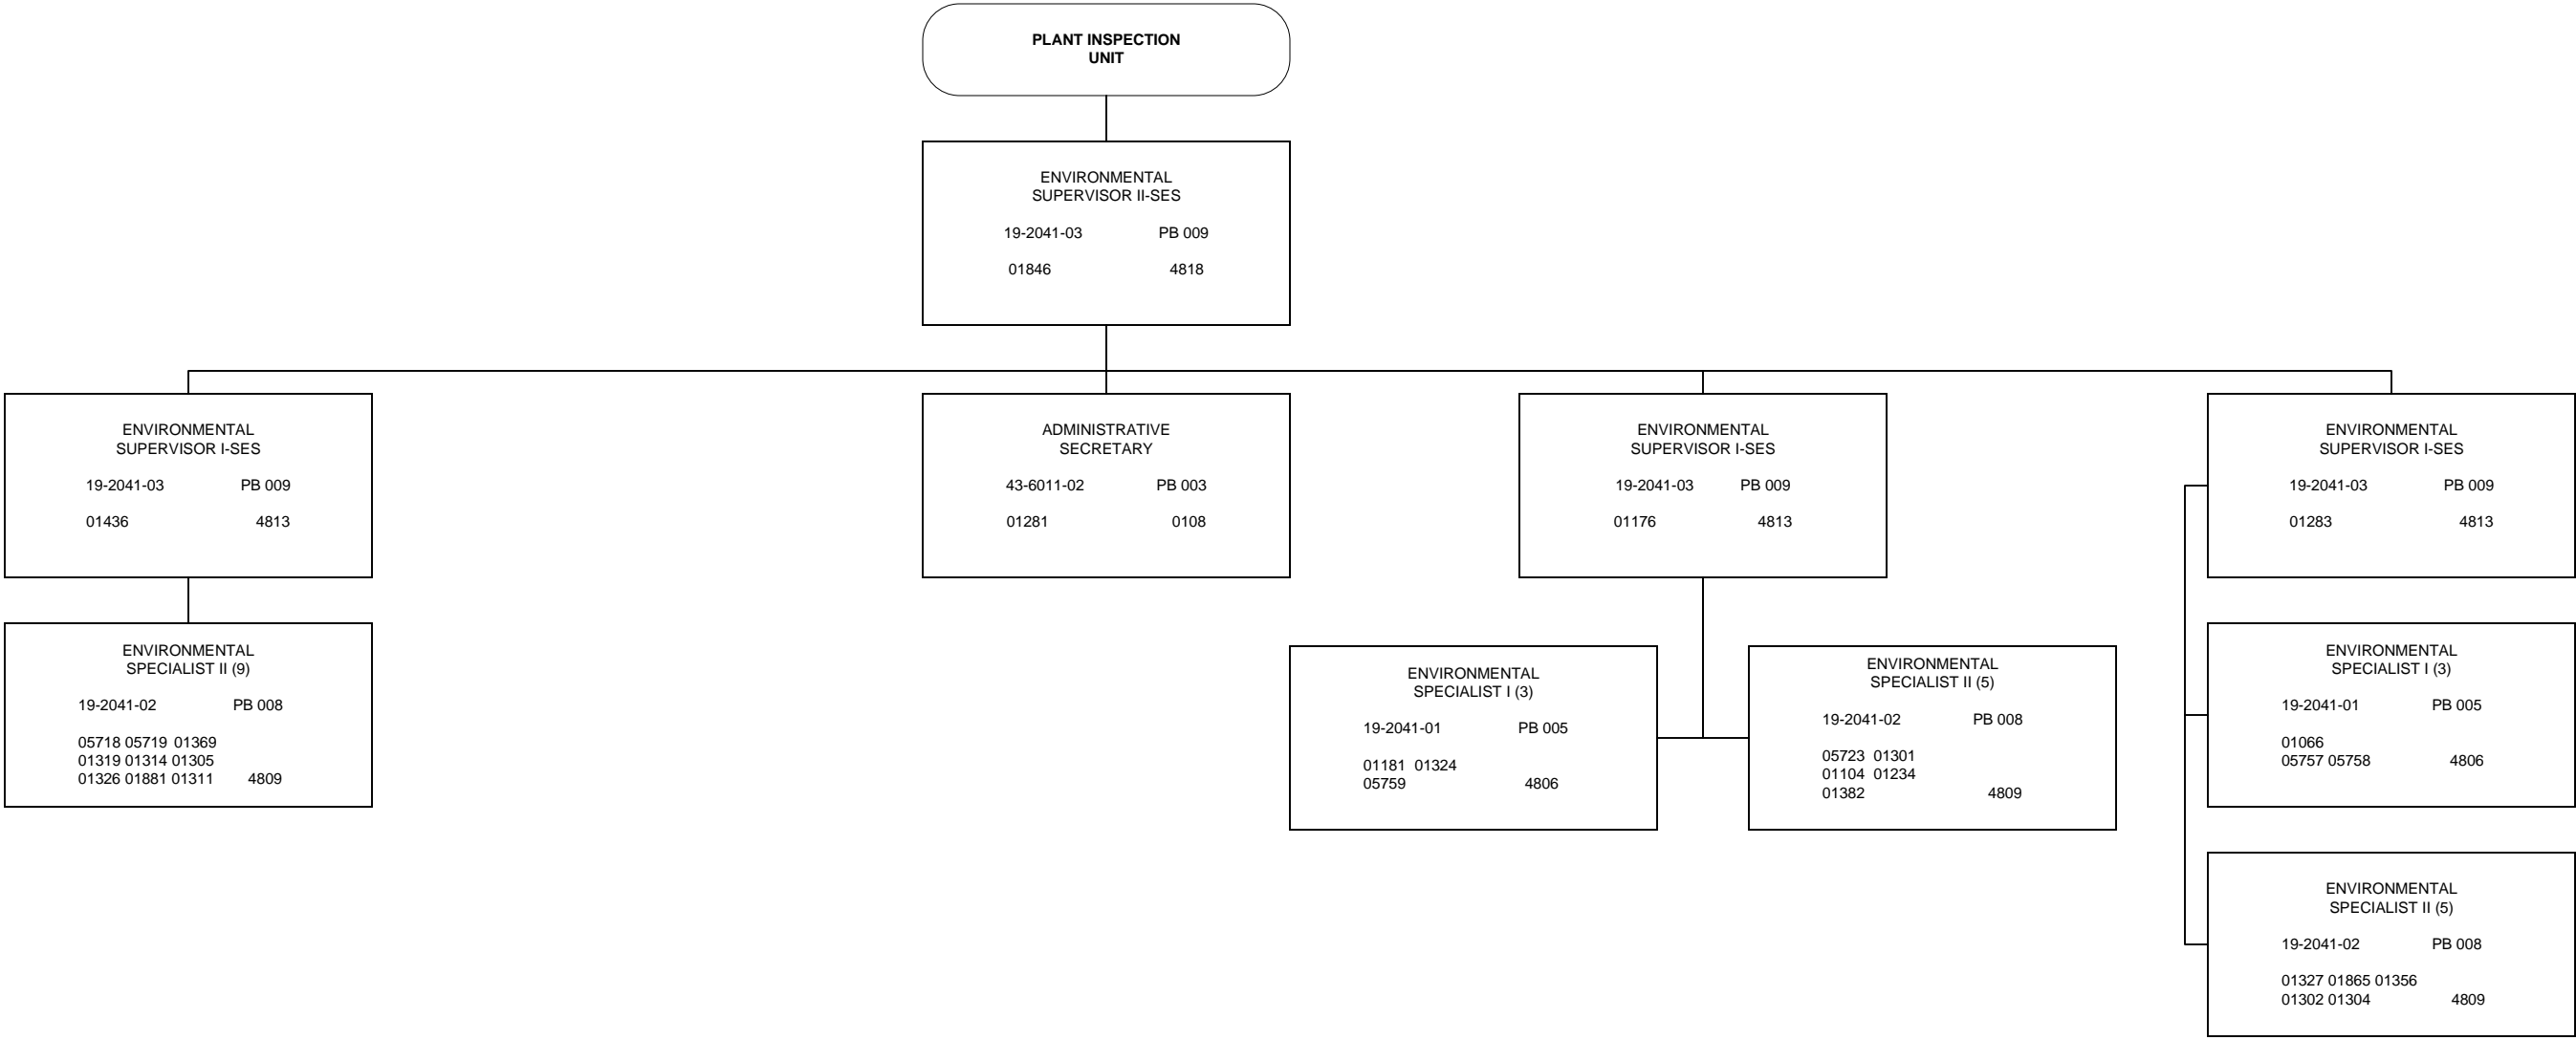 PLANT INSPECTION
UNIT
ENVIRONMENTAL
SUPERVISOR II-SES
19-2041-03 PB 009
01846 4818
ENVIRONMENTAL
SUPERVISOR I-SES
19-2041-03 PB 009
01436 4813
ADMINISTRATIVE
SECRETARY
43-6011-02 PB 003
01281 0108
ENVIRONMENTAL
SUPERVISOR I-SES
19-2041-03 PB 009
01176 4813
ENVIRONMENTAL
SUPERVISOR I-SES
19-2041-03 PB 009
01283 4813
ENVIRONMENTAL
SPECIALIST II (9)
19-2041-02 PB 008
05718 05719 01369
01319 01314 01305
01326 01881 01311 4809
ENVIRONMENTAL
SPECIALIST I (3)
19-2041-01 PB 005
01181 01324
05759 4806
ENVIRONMENTAL
SPECIALIST II (5)
19-2041-02 PB 008
05723 01301
01104 01234
01382 4809
ENVIRONMENTAL
SPECIALIST I (3)
19-2041-01 PB 005
01066
05757 05758 4806
ENVIRONMENTAL
SPECIALIST II (5)
19-2041-02 PB 008
01327 01865 01356
01302 01304 4809